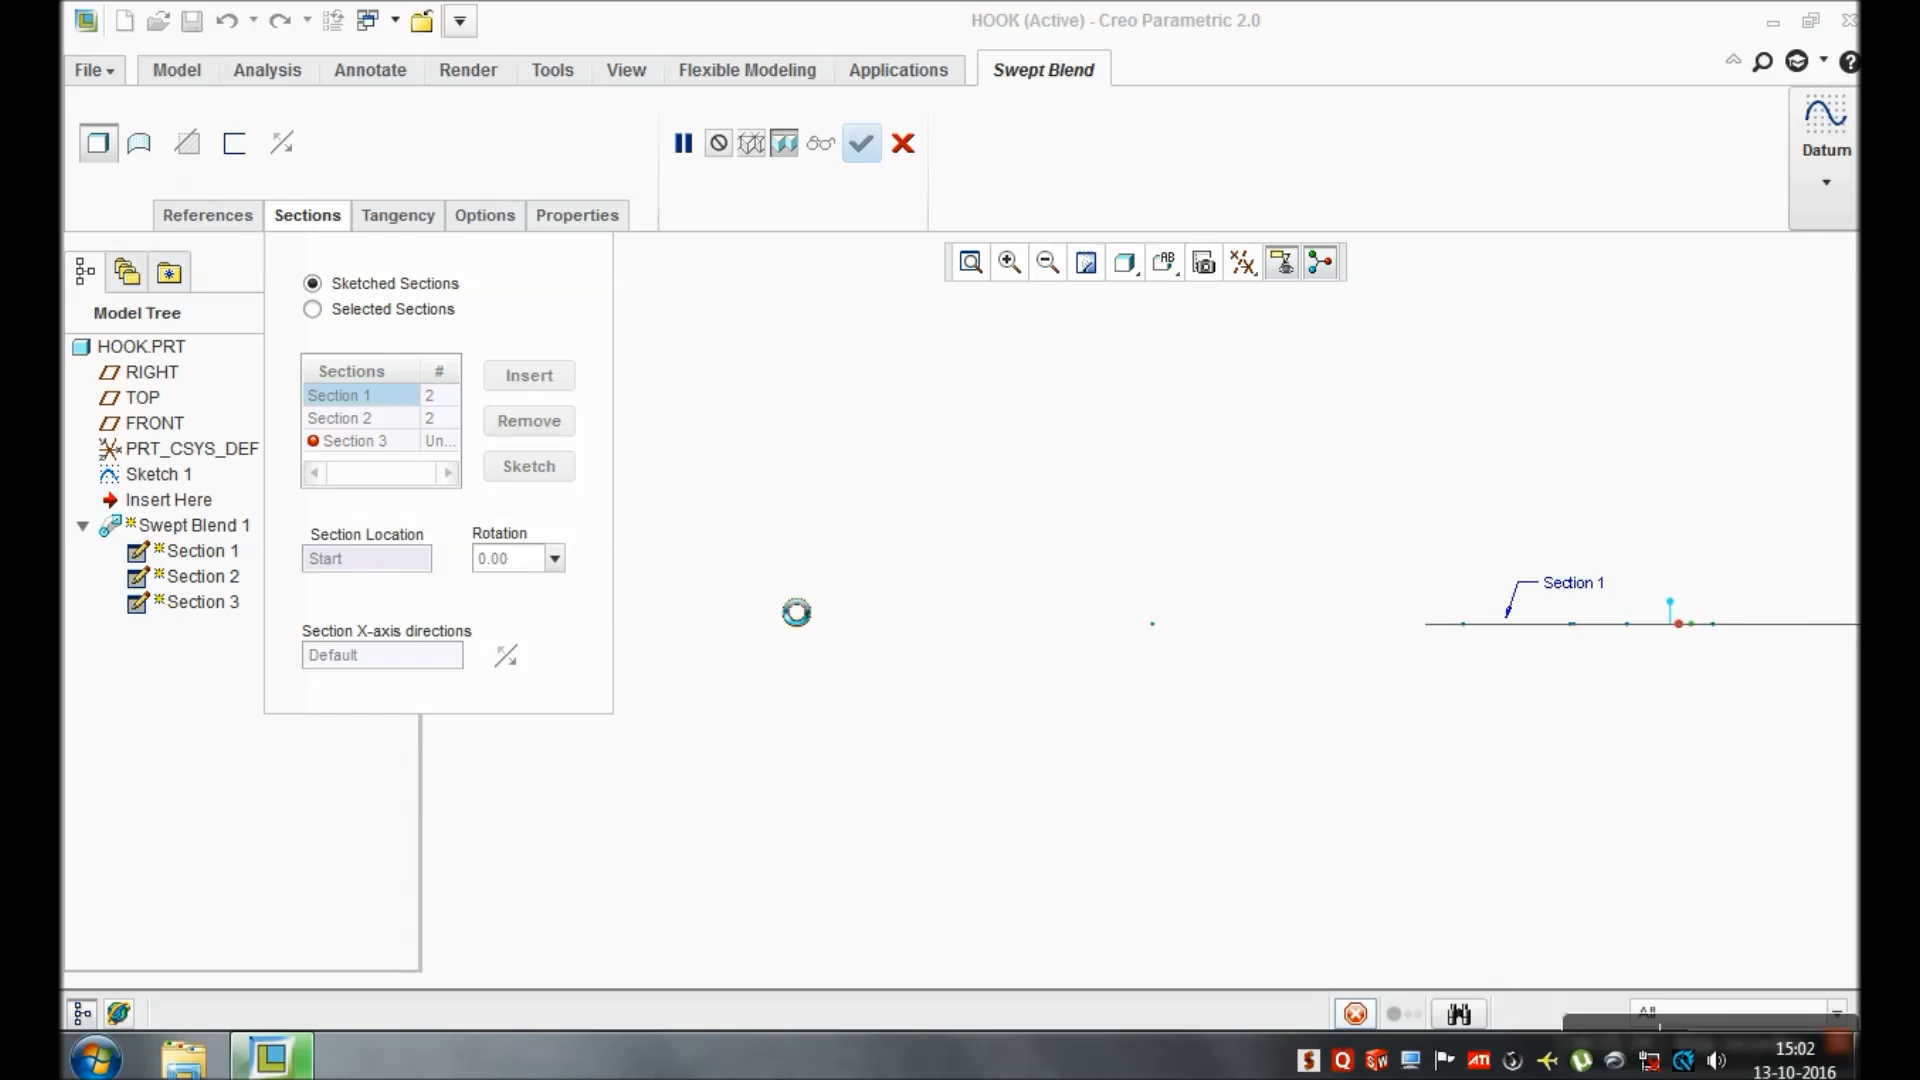 HOOK (Active) - Creo Parametric 2.0
File Model Analysis Annotate Render Tools View Flexible Modeling Applications Swept Blend
Datum
References Sections Tangency Options Properties
Model Tree
HOOK.PRT
RIGHT
TOP
FRONT
PRT_CSYS_DEF
Sketch 1
Insert Here
Swept Blend 1
Section 1
Section 2
Section 3
Sketched Sections
Selected Sections
Sections #
Section 1 2
Section 2 2
Section 3 Un...
Insert
Remove
Sketch
Section Location Rotation
Start 0.00
Section X-axis directions
Default
Section 1
All
ATI
15:02
13-10-2016